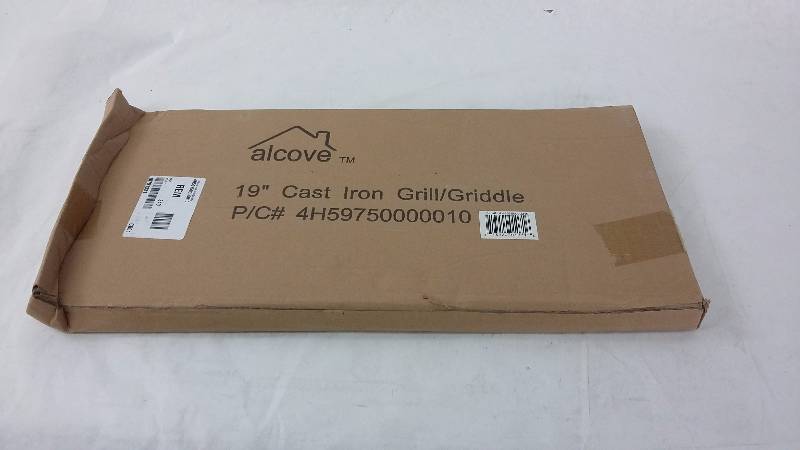 alcove TM
19" Cast Iron Grill/Griddle
P/C# 4H59750000010